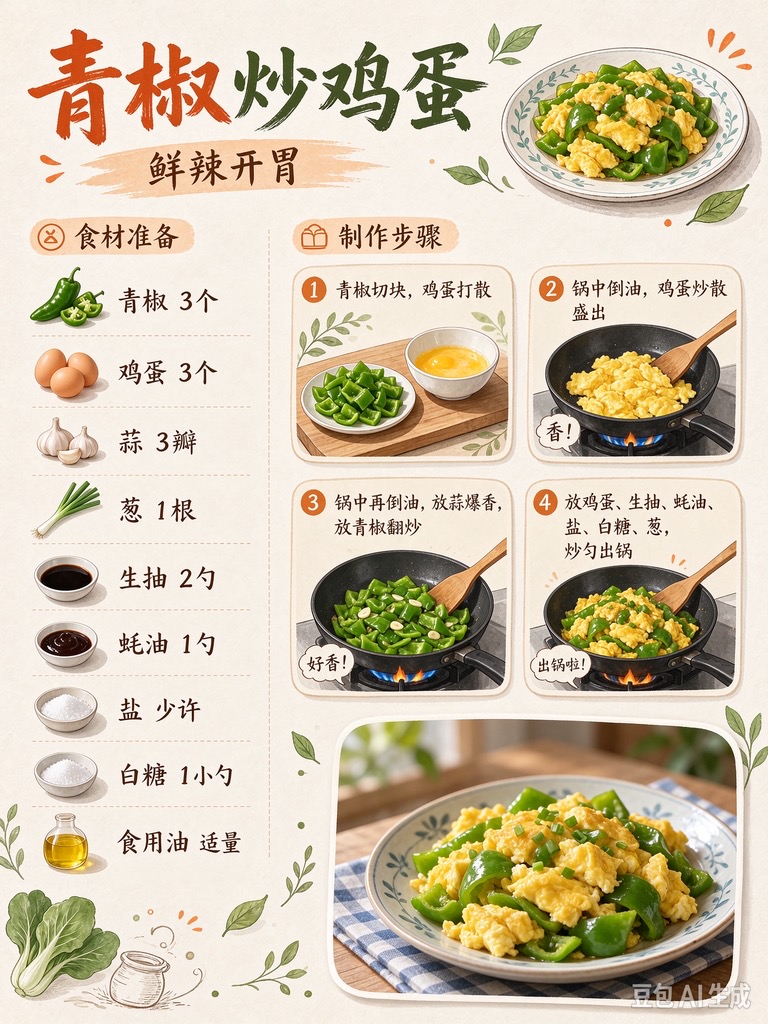 青椒炒鸡蛋
鲜辣开胃
食材准备
青椒 3个
鸡蛋 3个
蒜 3瓣
葱 1根
生抽 2勺
蚝油 1勺
盐 少许
白糖 1小勺
食用油 适量
制作步骤
1 青椒切块，鸡蛋打散
2 锅中倒油，鸡蛋炒散
盛出
香！
3 锅中再倒油，放蒜爆香，
放青椒翻炒
好香！
4 放鸡蛋、生抽、蚝油、
盐、白糖、葱，
炒匀出锅
出锅啦！
豆包AI生成